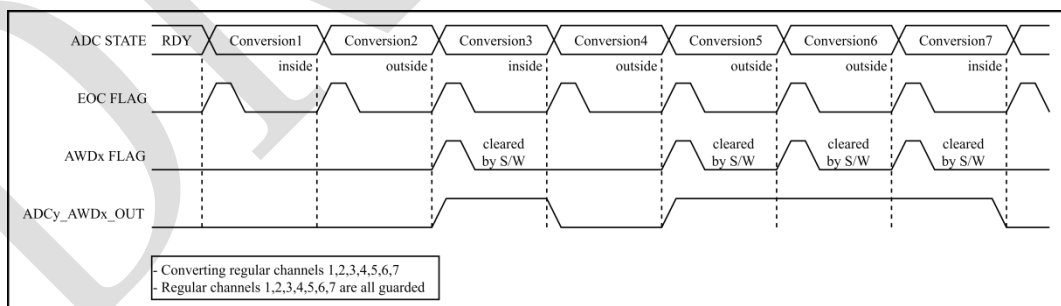 ADC STATE RDY Conversion1 Conversion2 Conversion3 Conversion4 Conversion5 Conversion6 Conversion7
inside outside inside outside outside outside inside
EOC FLAG
AWDx FLAG cleared by S/W cleared by S/W cleared by S/W cleared by S/W
ADCy_AWDx_OUT
- Converting regular channels 1,2,3,4,5,6,7
- Regular channels 1,2,3,4,5,6,7 are all guarded